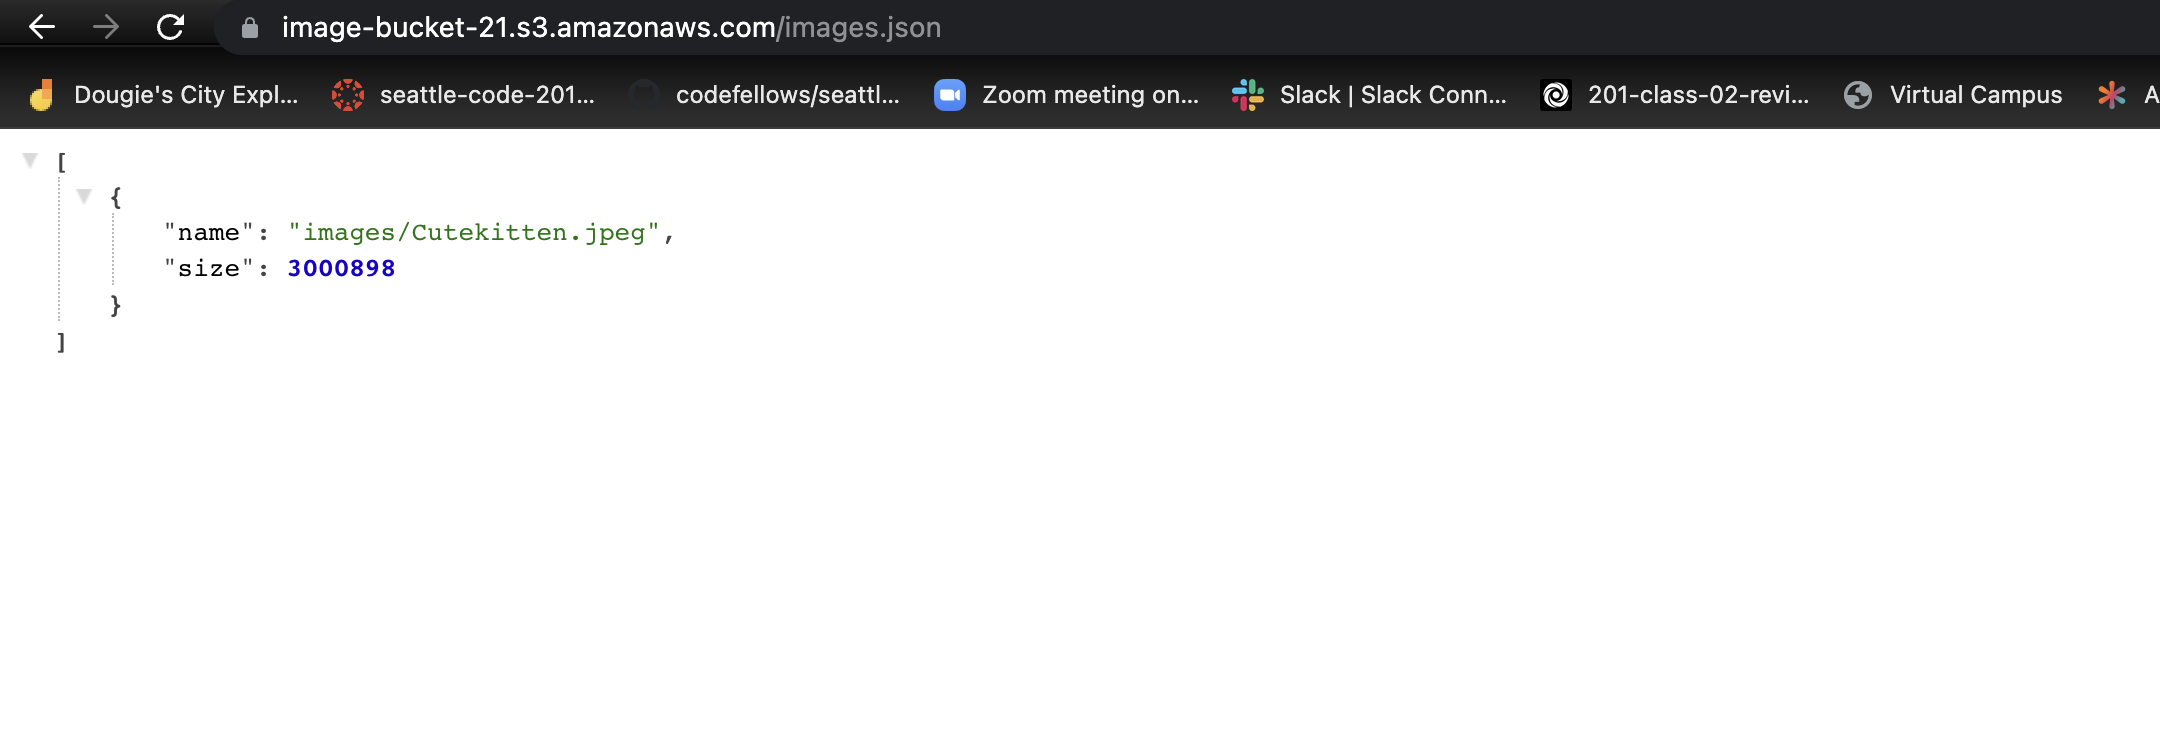 image-bucket-21.s3.amazonaws.com/images.json
Dougie's City Expl... seattle-code-201... codefellows/seattl... Zoom meeting on... Slack | Slack Conn... 201-class-02-revi... Virtual Campus A
[
{
"name": "images/Cutekitten.jpeg",
"size": 3000898
}
]